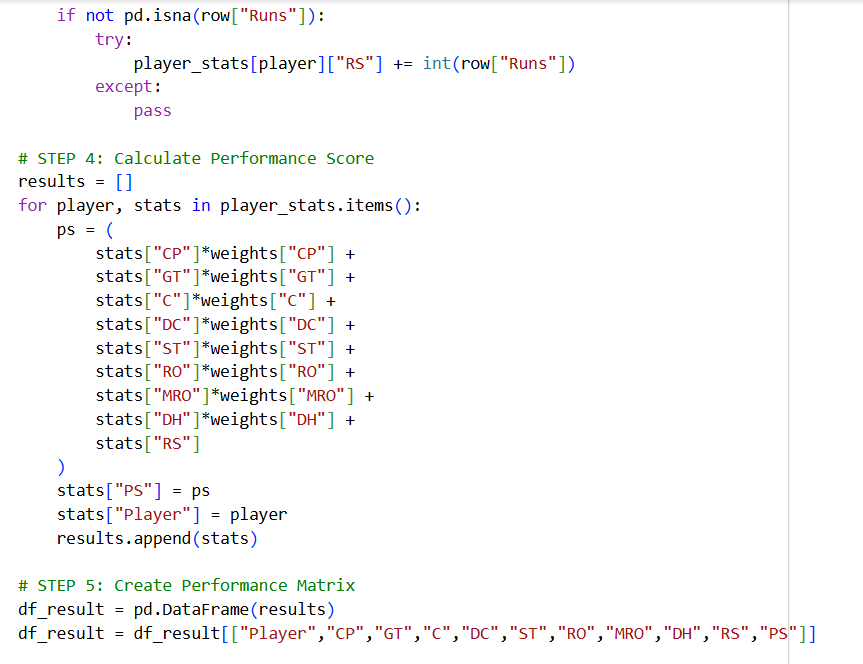 if not pd.isna(row["Runs"]):
        try:
            player_stats[player]["RS"] += int(row["Runs"])
        except:
            pass

# STEP 4: Calculate Performance Score
results = []
for player, stats in player_stats.items():
    ps = (
        stats["CP"]*weights["CP"] +
        stats["GT"]*weights["GT"] +
        stats["C"]*weights["C"] +
        stats["DC"]*weights["DC"] +
        stats["ST"]*weights["ST"] +
        stats["RO"]*weights["RO"] +
        stats["MRO"]*weights["MRO"] +
        stats["DH"]*weights["DH"] +
        stats["RS"]
    )
    stats["PS"] = ps
    stats["Player"] = player
    results.append(stats)

# STEP 5: Create Performance Matrix
df_result = pd.DataFrame(results)
df_result = df_result[["Player","CP","GT","C","DC","ST","RO","MRO","DH","RS","PS"]]